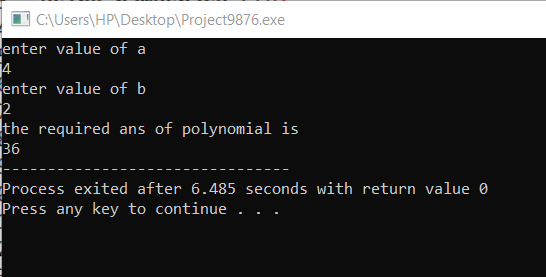 C:\Users\HP\Desktop\Project9876.exe
enter value of a
4
enter value of b
2
the required ans of polynomial is
36
--------------------------------
Process exited after 6.485 seconds with return value 0
Press any key to continue . . .